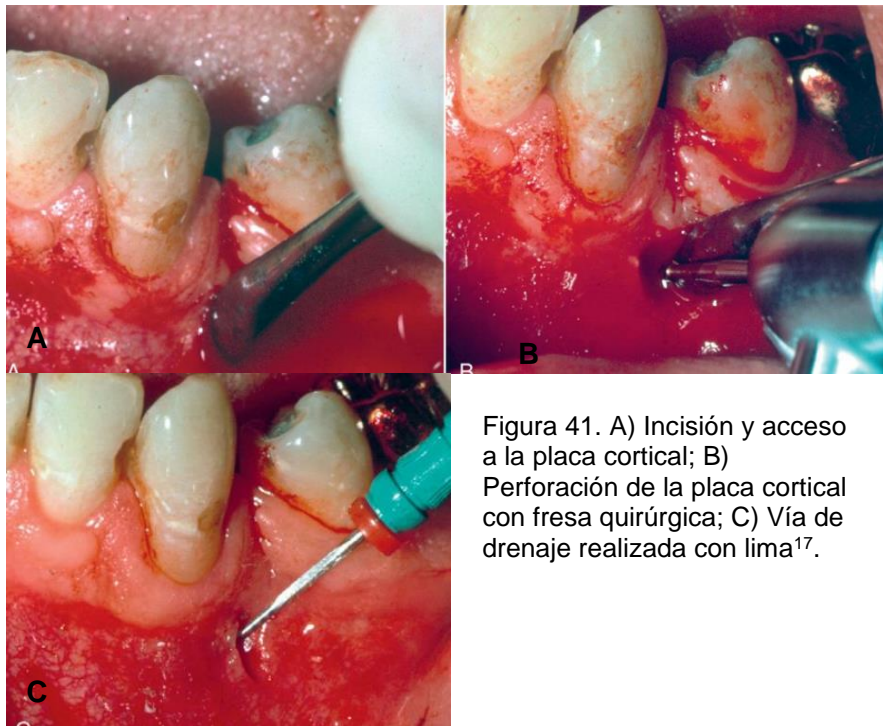 A
A
B
B
C
Figura 41. A) Incisión y acceso
a la placa cortical; B)
Perforación de la placa cortical
con fresa quirúrgica; C) Vía de
drenaje realizada con lima¹⁷.